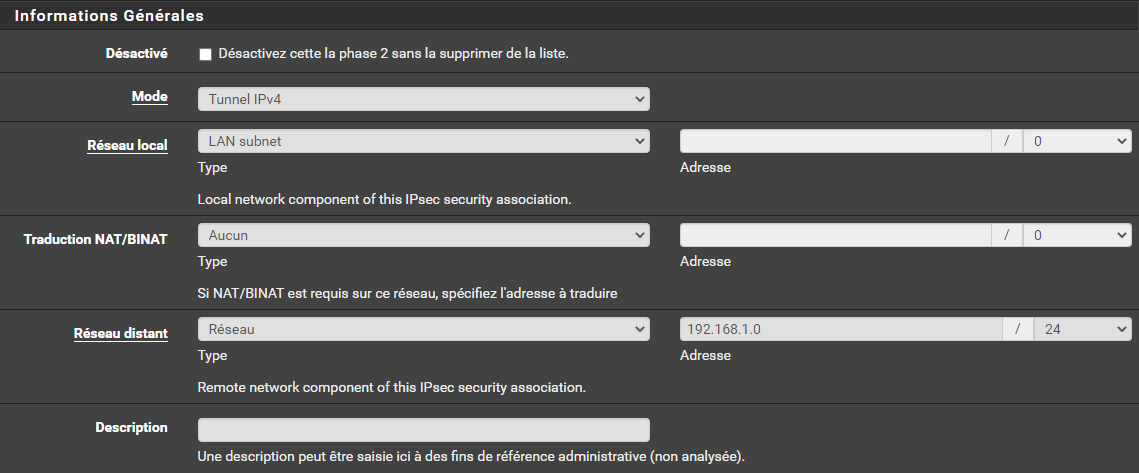 Informations Générales
Désactivé Désactivez cette la phase 2 sans la supprimer de la liste.
Mode Tunnel IPv4
Réseau local LAN subnet / 0
Type Adresse
Local network component of this IPsec security association.
Traduction NAT/BINAT Aucun / 0
Type Adresse
Si NAT/BINAT est requis sur ce réseau, spécifiez l'adresse à traduire
Réseau distant Réseau 192.168.1.0 / 24
Type Adresse
Remote network component of this IPsec security association.
Description
Une description peut être saisie ici à des fins de référence administrative (non analysée).